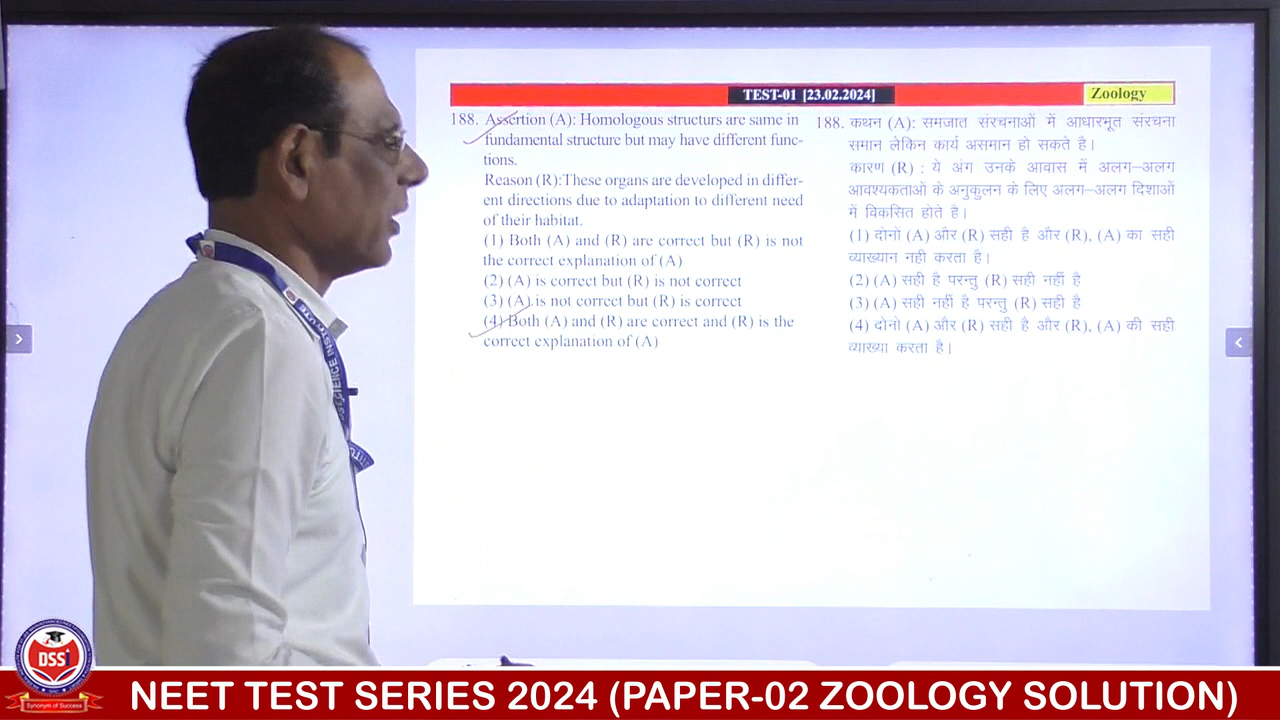 TEST-01 [23.02.2024]
Zoology
188. Assertion (A): Homologous structurs are same in
fundamental structure but may have different func-
tions.
Reason (R):These organs are developed in differ-
ent directions due to adaptation to different need
of their habitat.
(1) Both (A) and (R) are correct but (R) is not
the correct explanation of (A)
(2) (A) is correct but (R) is not correct
(3) (A) is not correct but (R) is correct
(4) Both (A) and (R) are correct and (R) is the
correct explanation of (A)
188. कथन (A): समजात संरचनाओं में आधारभूत संरचना
समान लेकिन कार्य असमान हो सकते है।
कारण (R) : ये अंग उनके आवास में अलग–अलग
आवश्यकताओं के अनुकुलन के लिए अलग–अलग दिशाओं
में विकसित होते है।
(1) दोनो (A) और (R) सही है और (R), (A) का सही
व्याख्यान नही करता है।
(2) (A) सही है परन्तु (R) सही नहीं है
(3) (A) सही नहीं है परन्तु (R) सही है
(4) दोनो (A) और (R) सही है और (R), (A) की सही
व्याख्या करता है।
SCIENCE INSTITUTE
DSSi
Synonym of Success
NEET TEST SERIES 2024 (PAPER-02 ZOOLOGY SOLUTION)